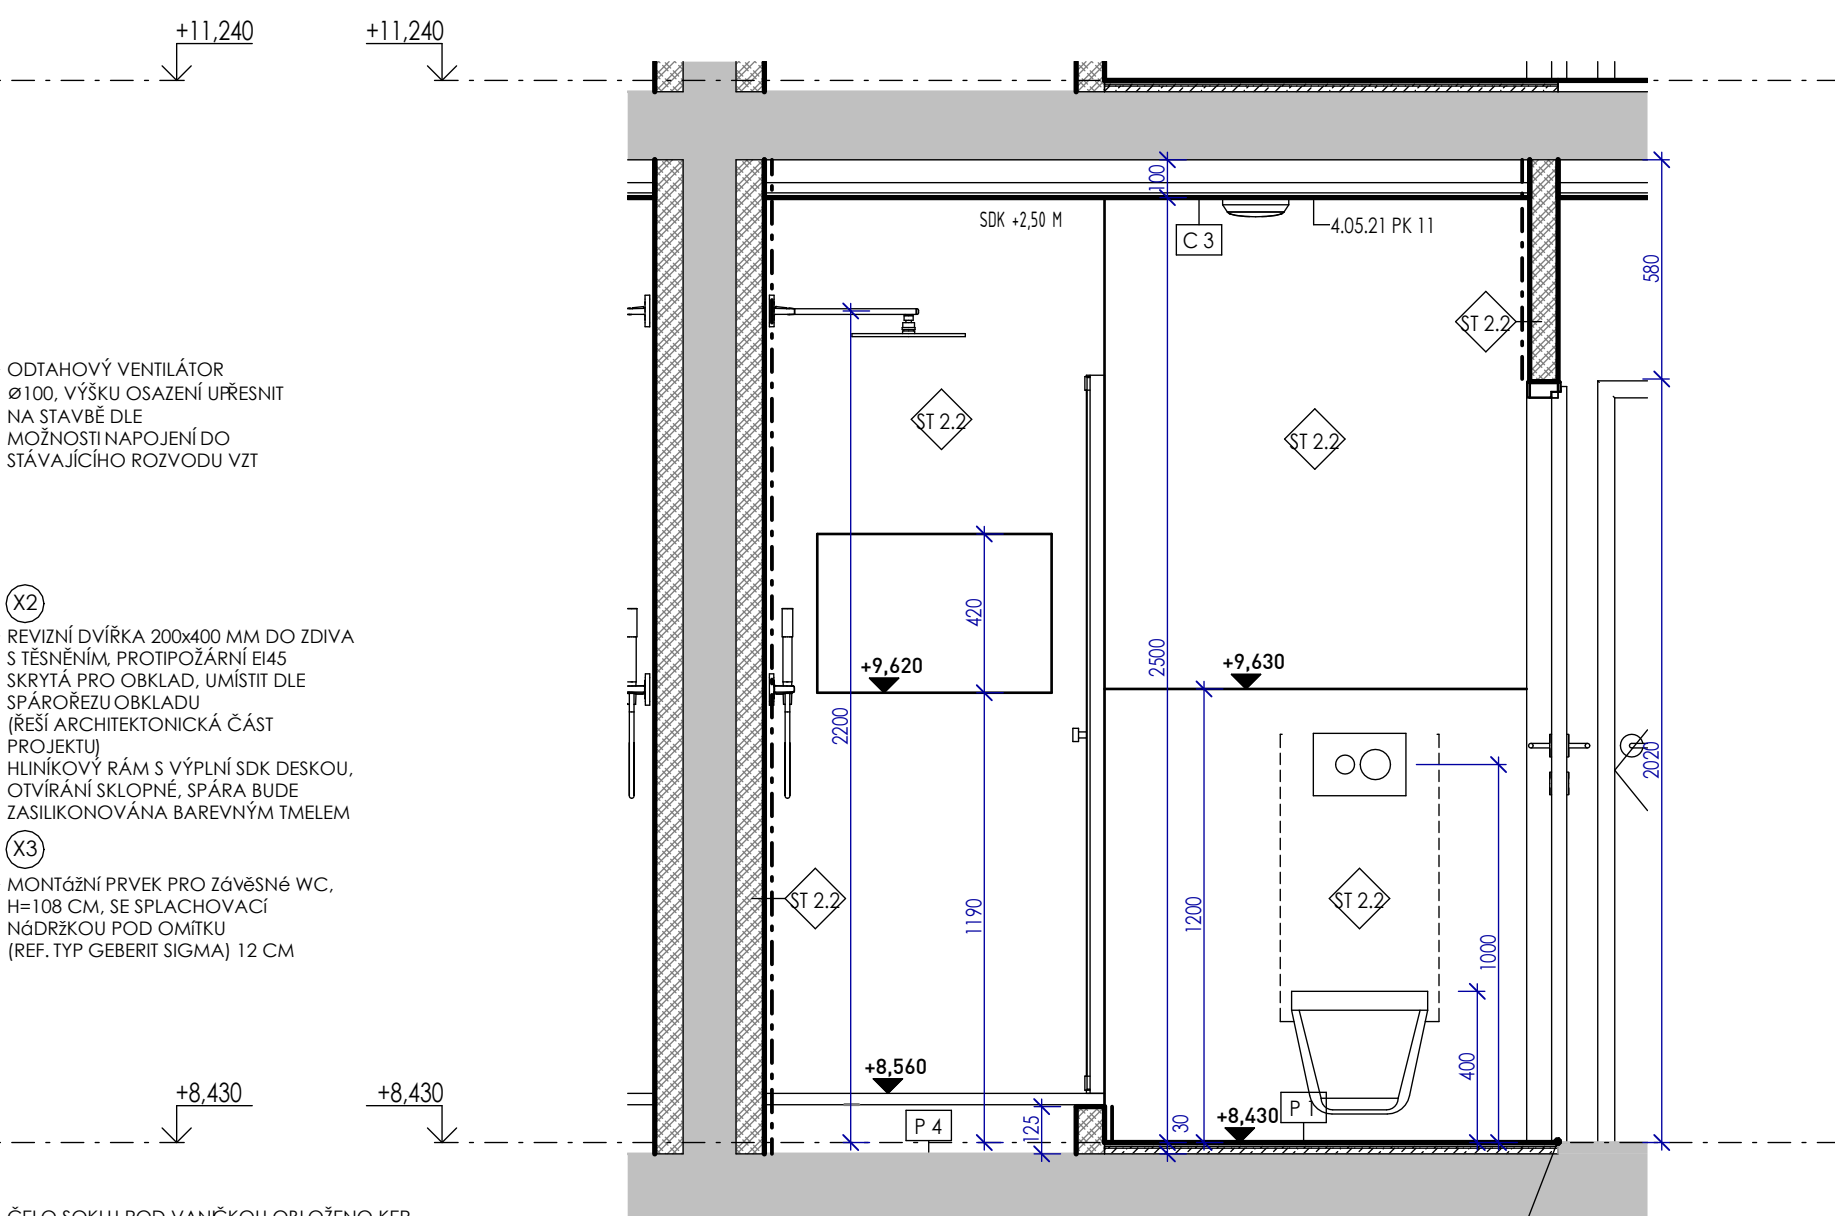 +11,240
+11,240
100
SDK +2,50 M
C 3
4.05.21 PK 11
580
ST 2.2
ODTAHOVÝ VENTILÁTOR
Ø100, VÝŠKU OSAZENÍ UPŘESNIT
NA STAVBĚ DLE
MOŽNOSTI NAPOJENÍ DO
STÁVAJÍCÍHO ROZVODU VZT
ST 2.2
ST 2.2
X2
REVIZNÍ DVÍŘKA 200x400 MM DO ZDIVA
S TĚSNĚNÍM, PROTIPOŽÁRNÍ EI45
SKRYTÁ PRO OBKLAD, UMÍSTIT DLE
SPÁROŘEZU OBKLADU
(ŘEŠÍ ARCHITEKTONICKÁ ČÁST
PROJEKTU)
HLINÍKOVÝ RÁM S VÝPLNÍ SDK DESKOU,
OTVÍRÁNÍ SKLOPNÉ, SPÁRA BUDE
ZASILIKONOVÁNA BAREVNÝM TMELEM
420
2500
+9,620
+9,630
2200
2020
X3
MONTážNÍ PRVEK PRO ZáVěSNé WC,
H=108 CM, SE SPLACHOVACí
NáDRžKOU POD OMíTKU
(REF. TYP GEBERIT SIGMA) 12 CM
ST 2.2
ST 2.2
1190
1200
1000
400
+8,560
+8,430
+8,430
+8,430
P 1
P 4
125
30
ČELO SOKLU POD VANIČKOU OBLOŽENO KER.